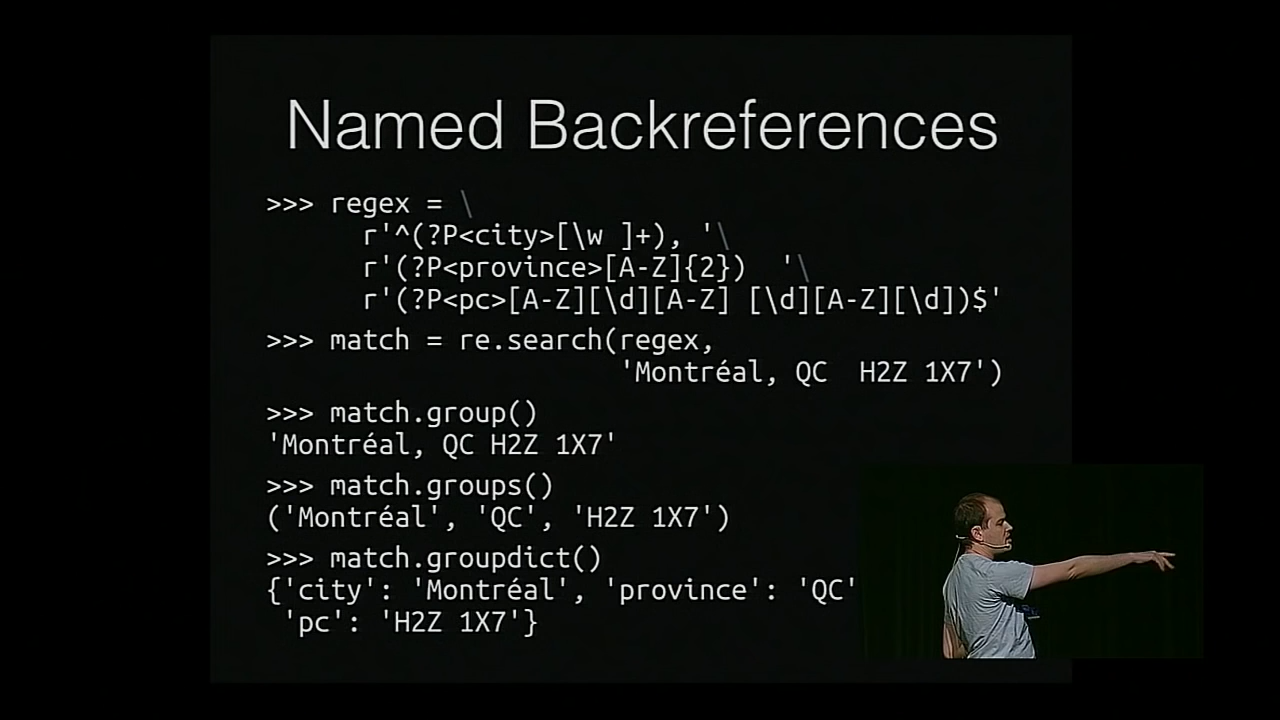 Named Backreferences
>>> regex = \
r'^(?P<city>[\w ]+), '\
r'(?P<province>[A-Z]{2})  '\
r'(?P<pc>[A-Z][\d][A-Z] [\d][A-Z][\d])$'
>>> match = re.search(regex,
'Montréal, QC  H2Z 1X7')
>>> match.group()
'Montréal, QC H2Z 1X7'
>>> match.groups()
('Montréal', 'QC', 'H2Z 1X7')
>>> match.groupdict()
{'city': 'Montréal', 'province': 'QC'
'pc': 'H2Z 1X7'}